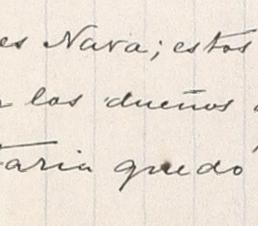 es Nava; estos
los dueños
taria quedó